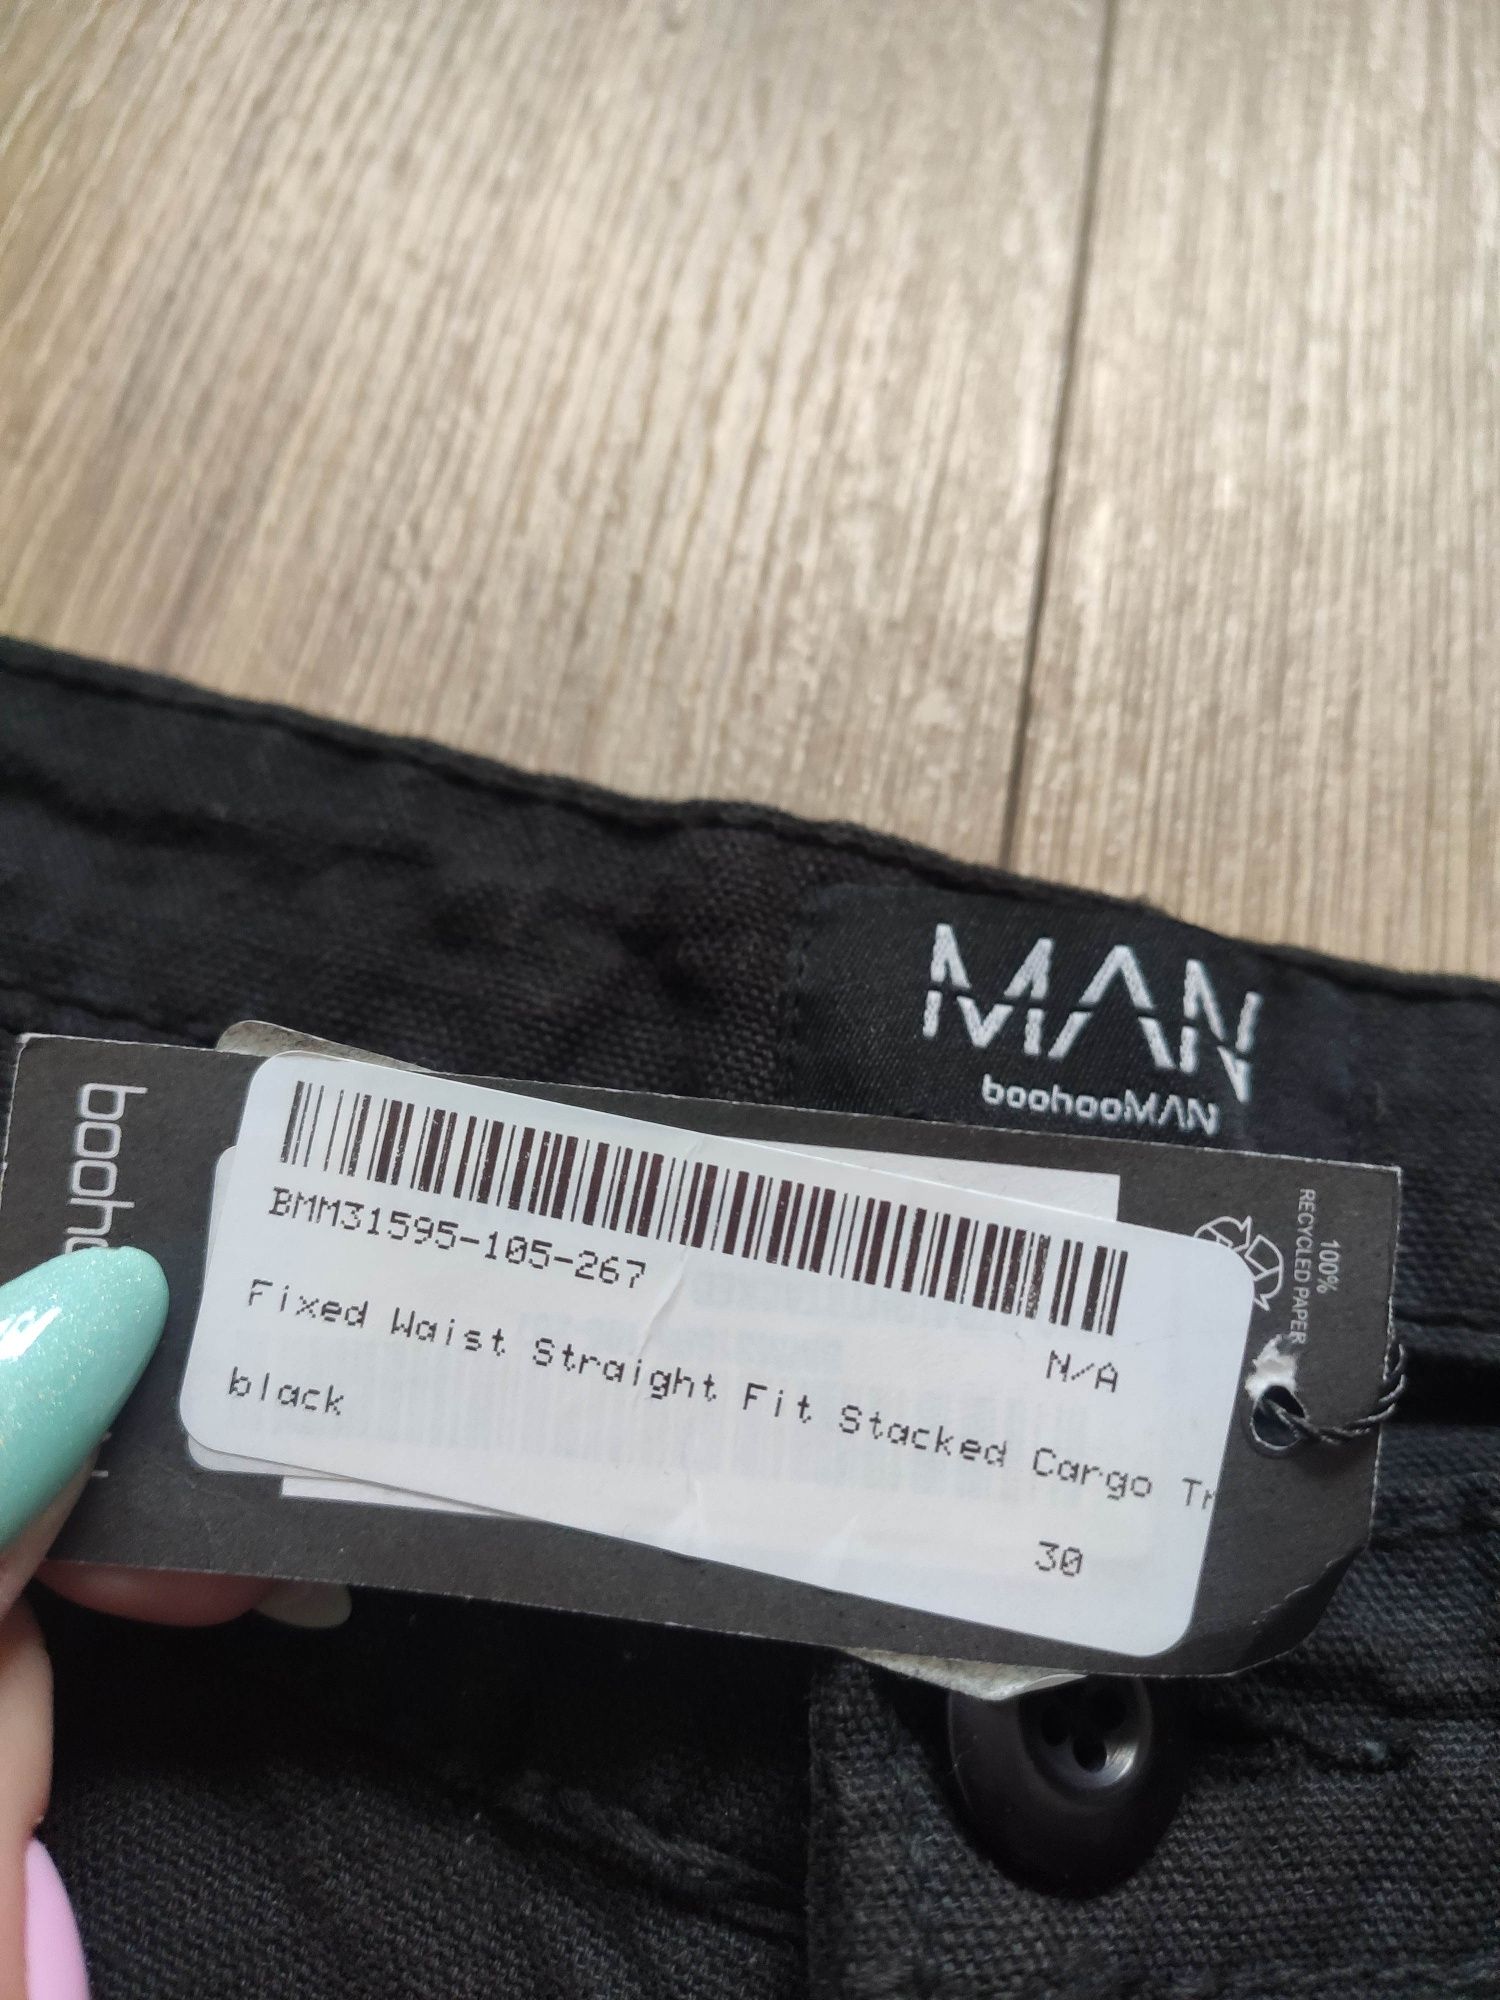 MAN
boohooMAN
booh
100%
RECYCLED PAPER
BMM31595-105-267
N/A
Fixed Waist Straight Fit Stacked Cargo Tr
black
30